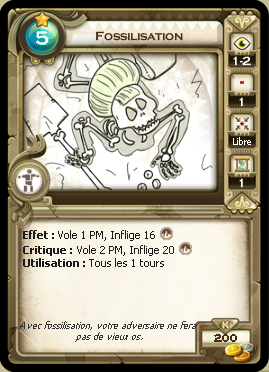 Fossilisation
5
1-2
1
Libre
1
Effet : Vole 1 PM, Inflige 16
Critique : Vole 2 PM, Inflige 20
Utilisation : Tous les 1 tours
Avec fossilisation, votre adversaire ne fera
pas de vieux os.
K
200